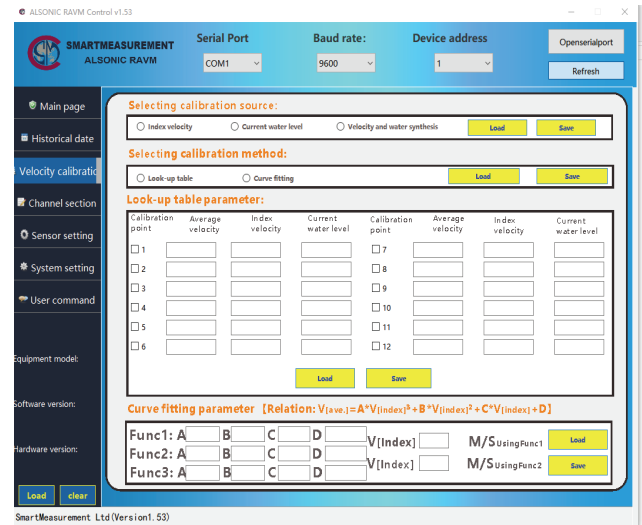 ALSONIC RAVM Control v1.53
SMARTMEASUREMENT
ALSONIC RAVM
Serial Port
Baud rate:
Device address
COM1
9600
1
Openserialport
Refresh
Main page
Historical date
Velocity calibratic
Channel section
Sensor setting
System setting
User command
Equipment model:
Software version:
Hardware version:
Load
clear
Selecting calibration source:
Index velocity
Current water level
Velocity and water synthesis
Load
Save
Selecting calibration method:
Look-up table
Curve fitting
Load
Save
Look-up table parameter:
Calibration point
Average velocity
Index velocity
Current water level
Calibration point
Average velocity
Index velocity
Current water level
1
7
2
8
3
9
4
10
5
11
6
12
Load
Save
Curve fitting parameter【Relation: V[ave.]=A*V[index]³+B*V[index]²+C*V[index]+D】
Func1: A B C D
Func2: A B C D
Func3: A B C D
V[Index] M/S UsingFunc1
V[Index] M/S UsingFunc2
Load
Save
SmartMeasurement Ltd(Version1.53)